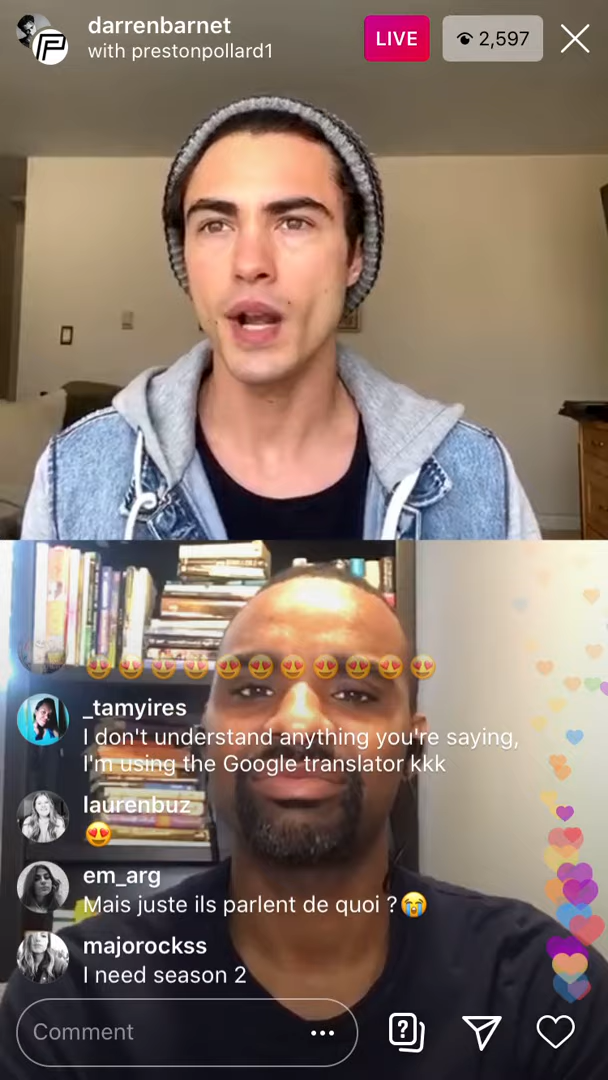 darrenbarnet
with prestonpollard1
LIVE
2,597
_tamyires
I don't understand anything you're saying,
I'm using the Google translator kkk
laurenbuz
😍
em_arg
Mais juste ils parlent de quoi ?😭
majorockss
I need season 2
Comment